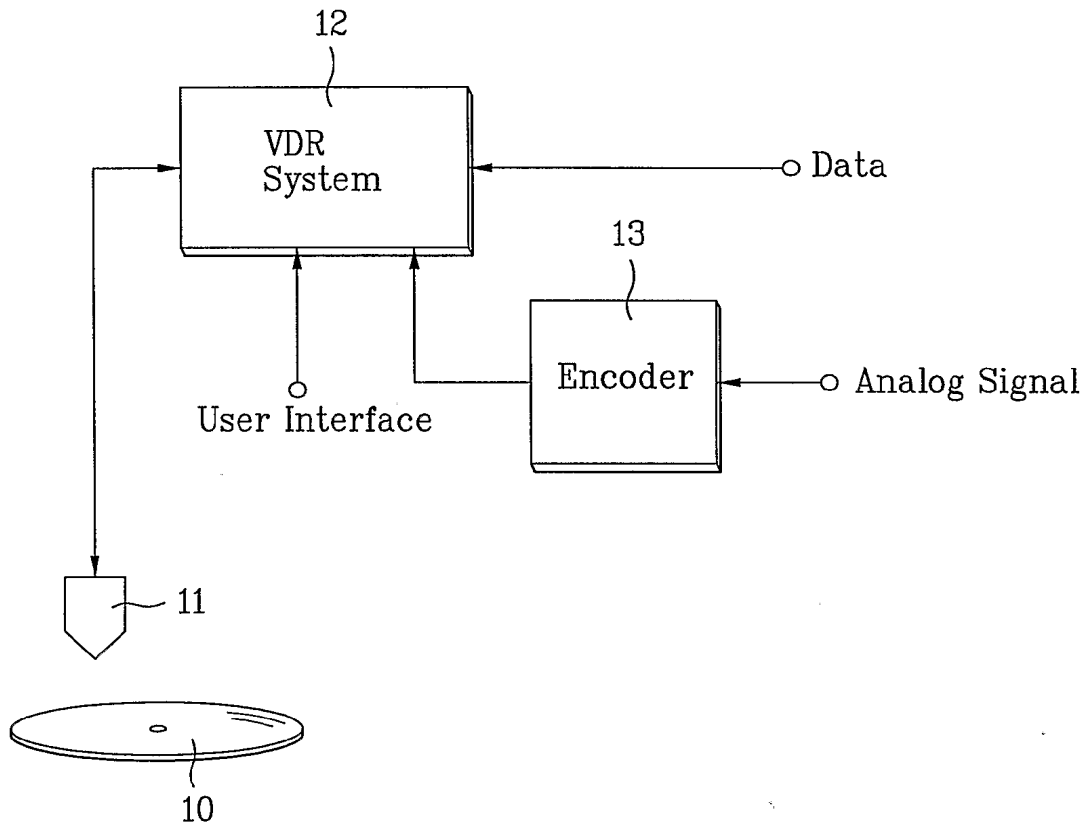 12
VDR
System
Data
13
Encoder
Analog Signal
User Interface
11
10